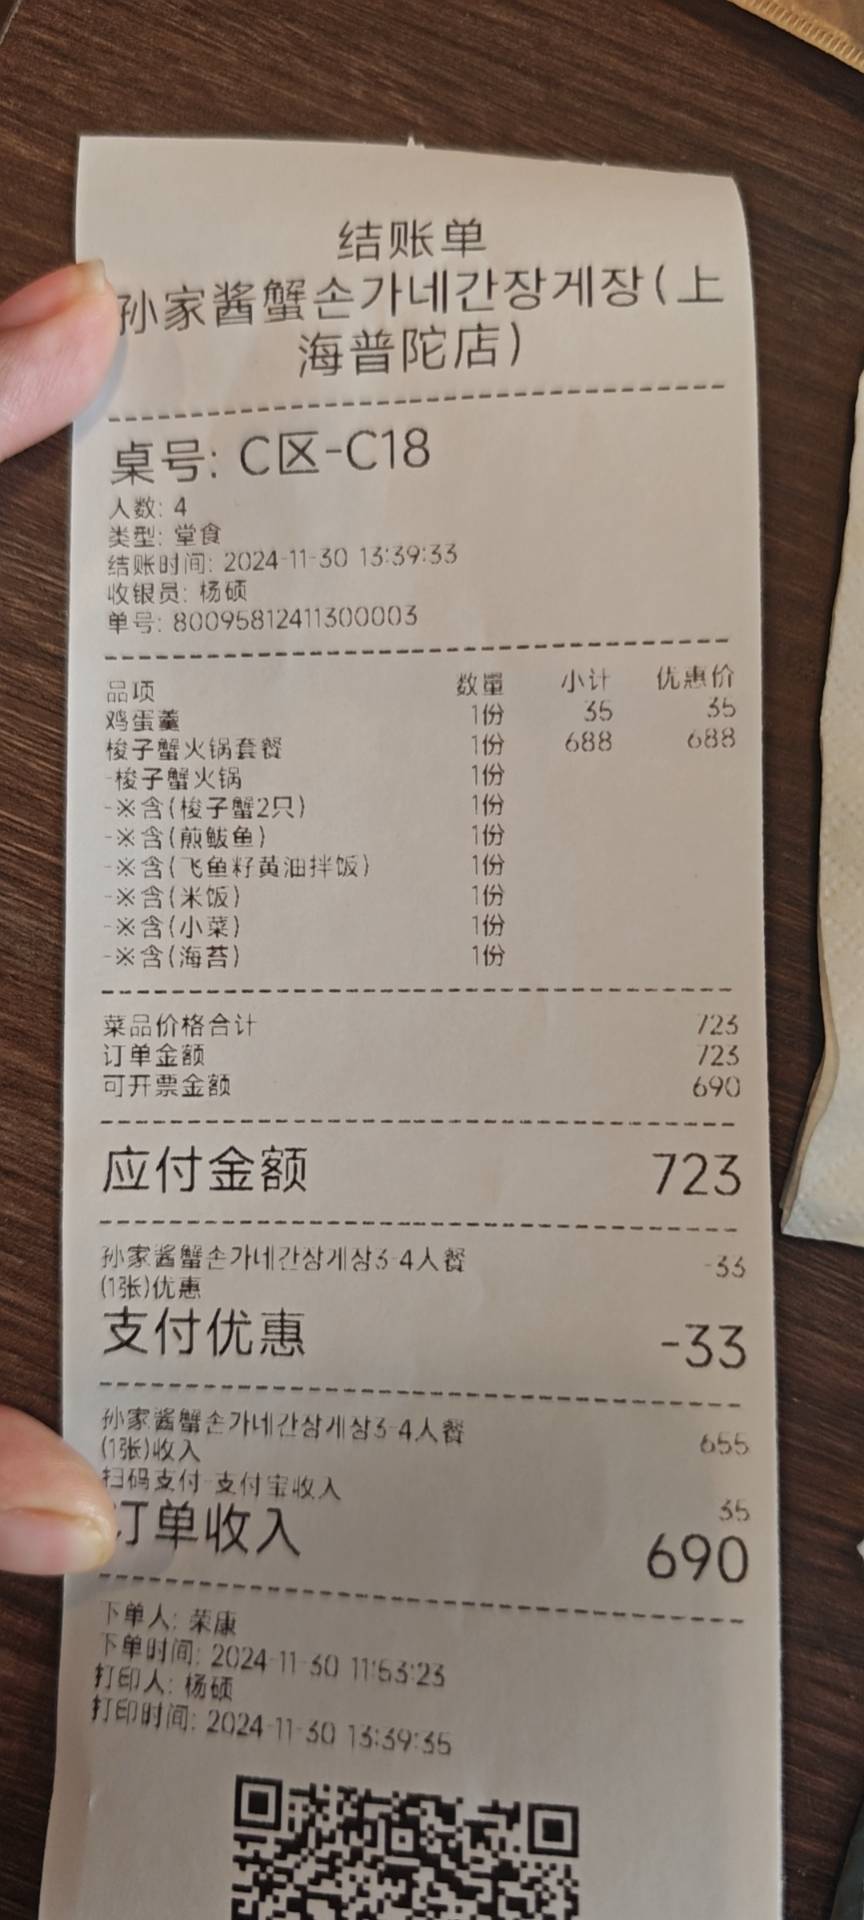 结账单
孙家酱蟹손가네간장게장(上
海普陀店)
桌号: C区-C18
人数: 4
类型: 堂食
结账时间: 2024-11-30 13:39:33
收银员: 杨硕
单号: 80095812411300003
品项 数量 小计 优惠价
鸡蛋羹 1份 35 35
梭子蟹火锅套餐 1份 688 688
-梭子蟹火锅 1份
-※含(梭子蟹2只) 1份
-※含(煎鲅鱼) 1份
-※含(飞鱼籽黄油拌饭) 1份
-※含(米饭) 1份
-※含(小菜) 1份
-※含(海苔) 1份
菜品价格合计 723
订单金额 723
可开票金额 690
应付金额 723
孙家酱蟹손가네간장게장3-4人餐 -33
(1张)优惠
支付优惠 -33
孙家酱蟹손가네간장게장3-4人餐 655
(1张)收入
扫码支付-支付宝收入 35
订单收入 690
下单人: 荣康
下单时间: 2024-11-30 11:53:23
打印人: 杨硕
打印时间: 2024-11-30 13:39:35